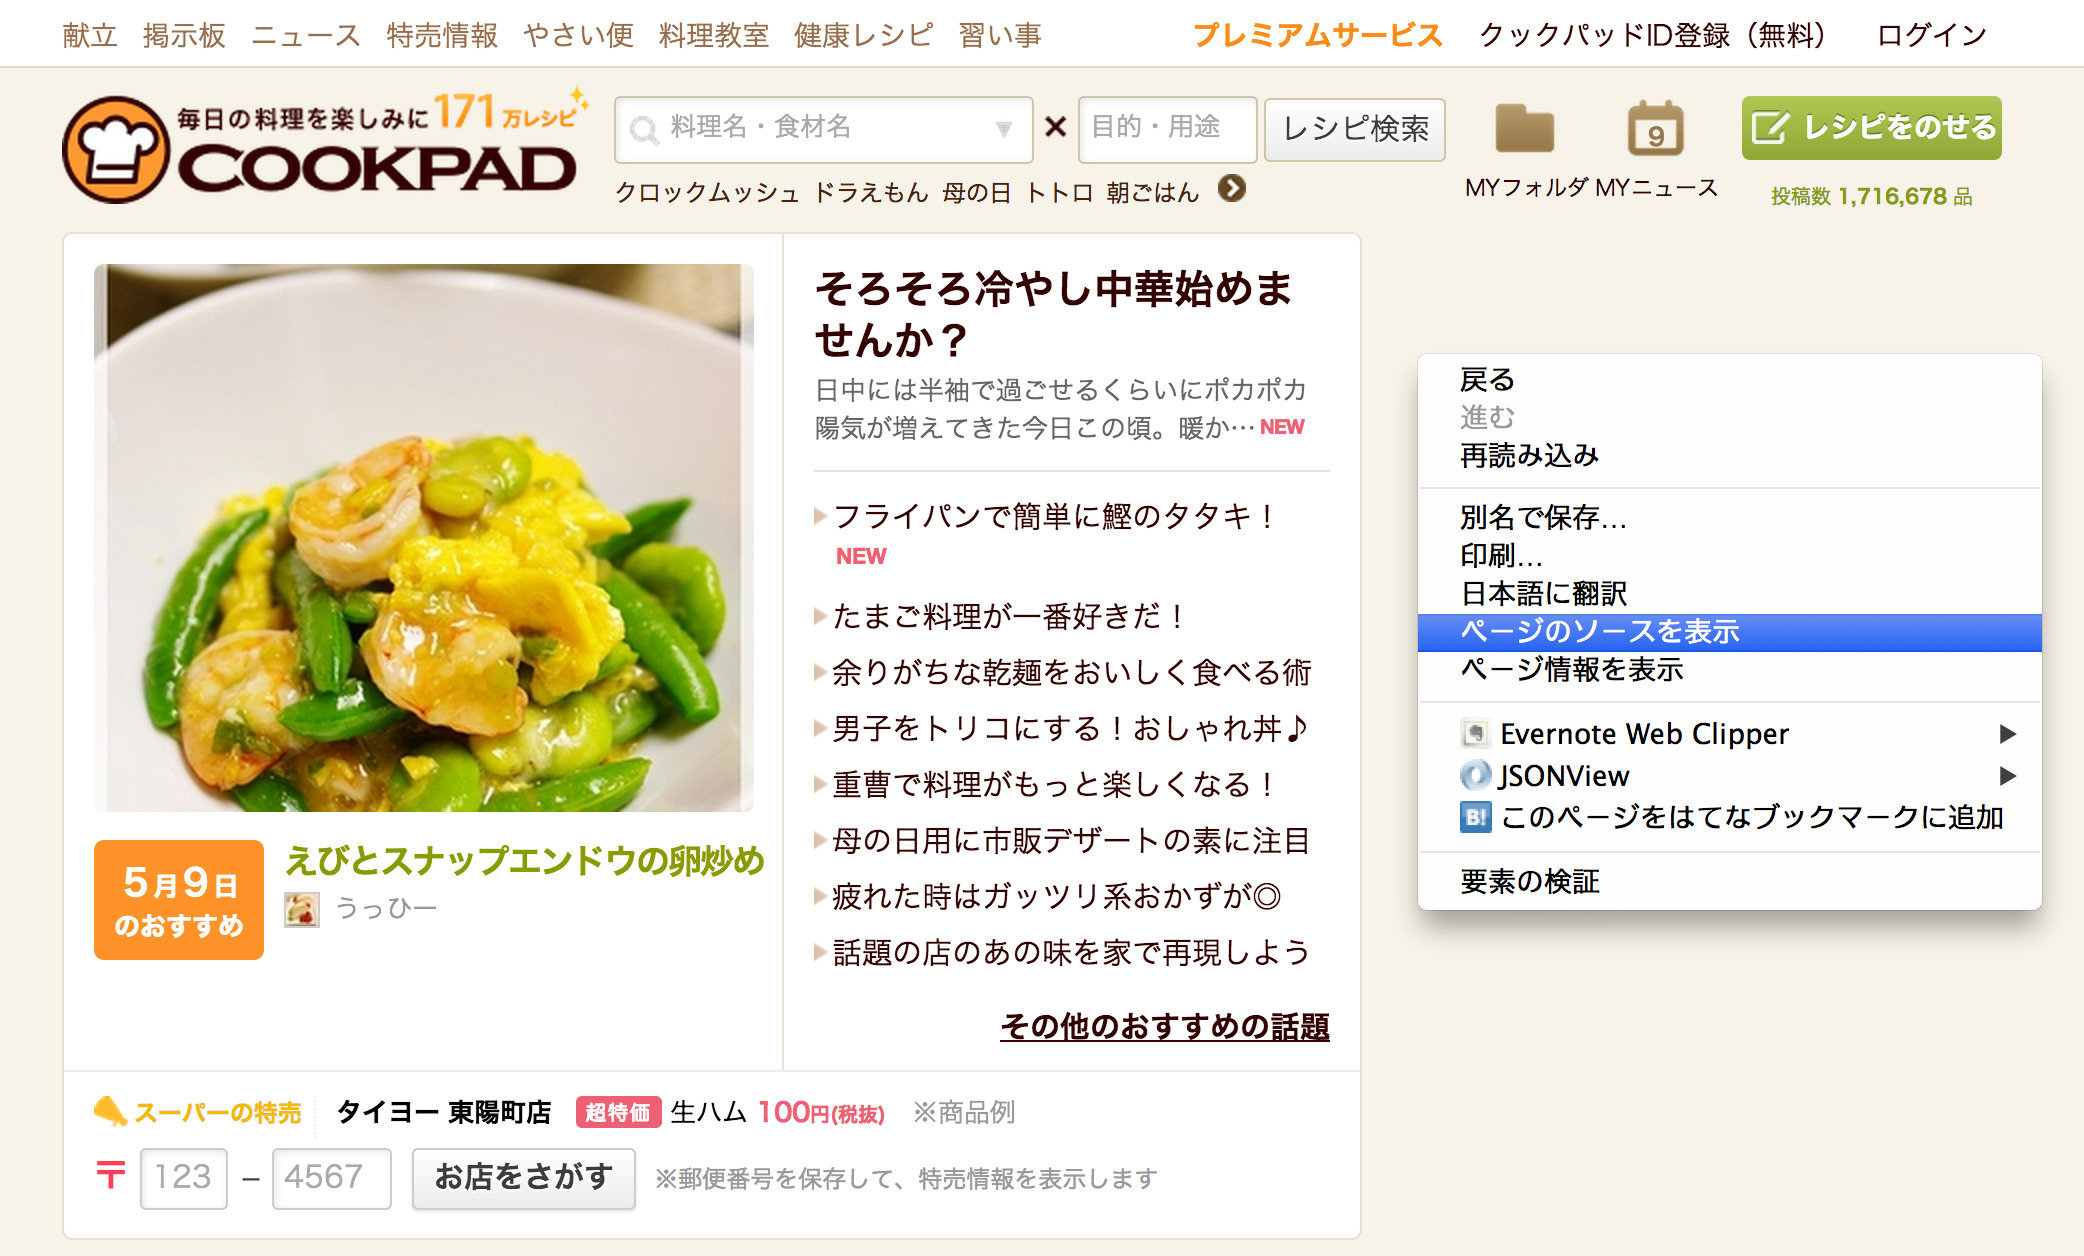 献立 掲示板 ニュース 特売情報 やさい便 料理教室 健康レシピ 習い事 プレミアムサービス クックパッドID登録（無料） ログイン
毎日の料理を楽しみに 171万レシピ
COOKPAD
料理名・食材名 × 目的・用途 レシピ検索
クロックムッシュ ドラえもん 母の日 トトロ 朝ごはん
9
MYフォルダ MYニュース
レシピをのせる
投稿数 1,716,678 品
そろそろ冷やし中華始めま
せんか？
日中には半袖で過ごせるくらいにポカポカ
陽気が増えてきた今日この頃。暖か… NEW
フライパンで簡単に鰹のタタキ！
NEW
たまご料理が一番好きだ！
余りがちな乾麺をおいしく食べる術
男子をトリコにする！おしゃれ丼♪
重曹で料理がもっと楽しくなる！
母の日用に市販デザートの素に注目
疲れた時はガッツリ系おかずが◎
話題の店のあの味を家で再現しよう
その他のおすすめの話題
5月9日
のおすすめ
えびとスナップエンドウの卵炒め
うっひー
スーパーの特売 タイヨー 東陽町店 超特価 生ハム 100円(税抜) ※商品例
〒 123 – 4567 お店をさがす ※郵便番号を保存して、特売情報を表示します
戻る
進む
再読み込み
別名で保存...
印刷...
日本語に翻訳
ページのソースを表示
ページ情報を表示
Evernote Web Clipper
JSONView
B! このページをはてなブックマークに追加
要素の検証